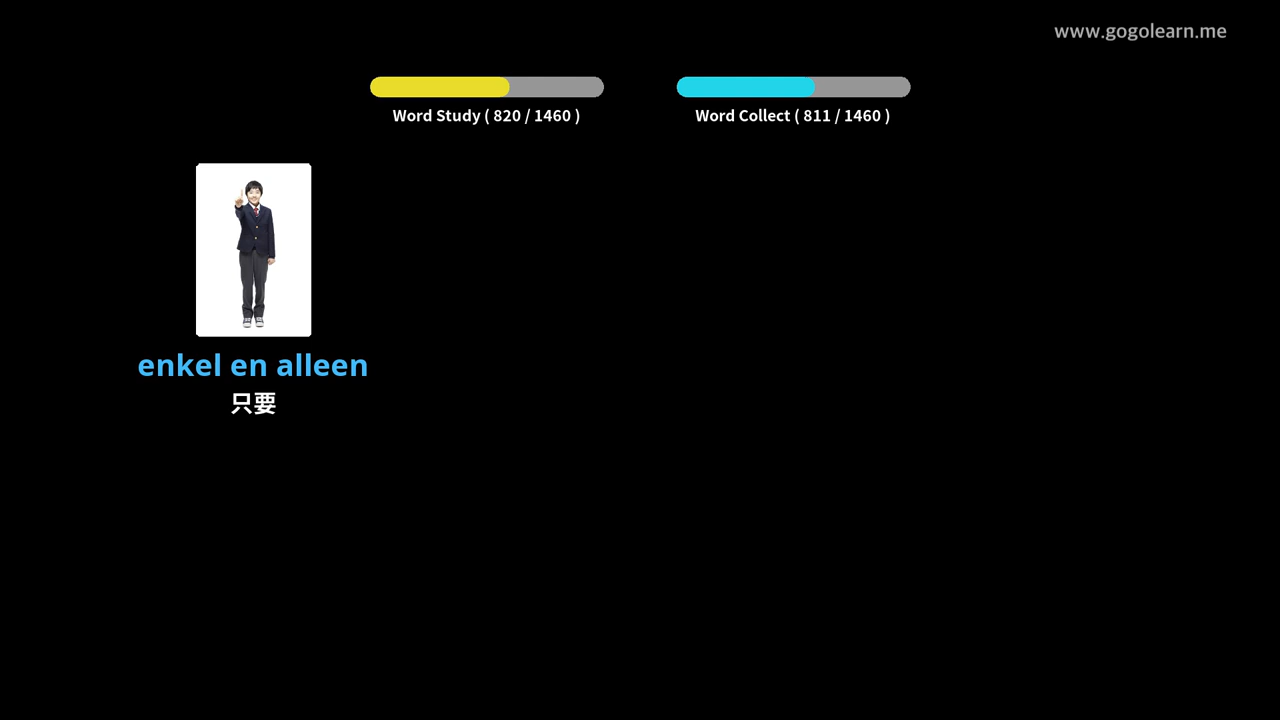 www.gogolearn.me
Word Study ( 820 / 1460 )
Word Collect ( 811 / 1460 )
enkel en alleen
只要